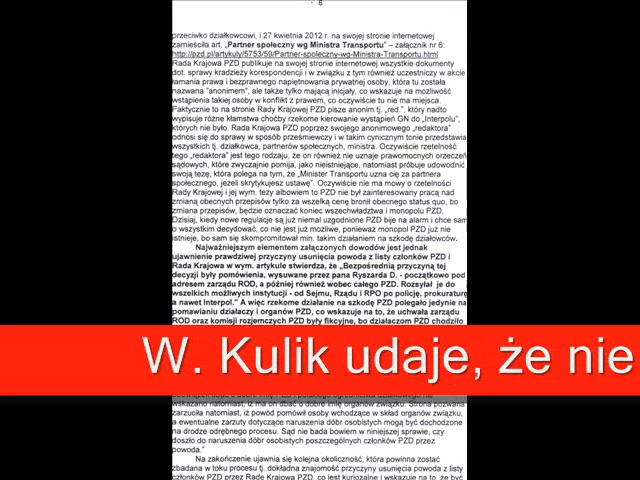 6
przeciwko działkowcowi, i 27 kwietnia 2012 r. na swojej stronie internetowej
zamieściła art. „Partner społeczny wg Ministra Transportu” – załącznik nr 6:
http://pzd.pl/artykuly/5753/59/Partner-spoleczny-wg-Ministra-Transportu.html
Rada Krajowa PZD publikuje na swojej stronie internetowej wszystkie dokumenty
dot. sprawy kradzieży korespondencji i w związku z tym również uczestniczy w akcie
łamania prawa i bezprawnego napiętnowania prywatnej osoby, która tu została
nazwana "anonimem", ale także tylko mającą inicjały, co wskazuje na możliwość
wstąpienia takiej osoby w konflikt z prawem, co oczywiście tu nie ma miejsca.
Faktycznie to na stronie Rady Krajowej PZD pisze anonim tj. „red.", który nadto
wypisuje różne kłamstwa choćby rzekome kierowanie wystąpień GN do „Interpolu”,
których nie było. Rada Krajowa PZD poprzez swojego anonimowego „redaktora”
odnosi się do sprawy w sposób prześmiewczy i w takim cynicznym tonie przedstawia
wszystkich tj. działkowca, partnerów społecznych, ministra. Oczywiście rzetelność
tego „redaktora” jest tego rodzaju, że on również nie uznaje prawomocnych orzeczeń
sądowych, które zwyczajnie pomija, jako nieistniejące, natomiast próbuje udowodnić
swoją tezę, która polega na tym, że „Minister Transportu uzna cię za partnera
społecznego, jeżeli skrytykujesz ustawę”. Oczywiście nie ma mowy o rzetelności
Rady Krajowej i jej wym. tezy albowiem to PZD nie był zainteresowany pracą nad
zmianą obecnych przepisów tylko za wszelką cenę bronił obecnego status quo, bo
zmiana przepisów, będzie oznaczać koniec wszechwładztwa i monopolu PZD.
Dzisiaj, kiedy nowe regulacje są już niemal uzgodnione PZD bije na alarm i chce sam
o wszystkim decydować, co nie jest już możliwe, ponieważ monopol PZD już nie
istnieje, bo sam się skompromitował min. takim działaniem na szkodę działowców.
Najważniejszym elementem załączonych dowodów jest jednak
ujawnienie prawdziwej przyczyny usunięcia powoda z listy członków PZD i
Rada Krajowa w wym. artykule stwierdza, że „Bezpośrednią przyczyną tej
decyzji były pomówienia, wysuwane przez pana Ryszarda D. - początkowo pod
adresem zarządu ROD, a później również wobec całego PZD. Rozsyłał je do
wszelkich możliwych instytucji - od Sejmu, Rządu i RPO po policję, prokuraturę
a nawet Interpol.” A więc rzekome działanie na szkodę PZD polegało jedynie na
pomawianiu działaczy i organów PZD, co wskazuje na to, że uchwała zarządu
ROD oraz komisji rozjemczych PZD były fikcyjne, bo działaczom PZD chodziło
W. Kulik udaje, że nie
wskazano natomiast, iż ma on dbać o dobre imię organów związku. Strona pozwana
zarzuciła natomiast, iż powód pomówił osoby wchodzące w skład organów związku,
a ewentualne zarzuty dotyczące naruszenia dóbr osobistych mogą być dochodzone
na drodze odrębnego procesu. Sąd nie bada bowiem w niniejszej sprawie, czy
doszło do naruszenia dóbr osobistych poszczególnych członków PZD przez
powoda."
Na zakończenie ujawnia się kolejna okoliczność, która powinna zostać
zbadana w toku procesu tj. dokładna znajomość przyczyny usunięcia powoda z listy
członków PZD przez Radę Krajową PZD, co jest kuriozalne i wskazuje na to, że być